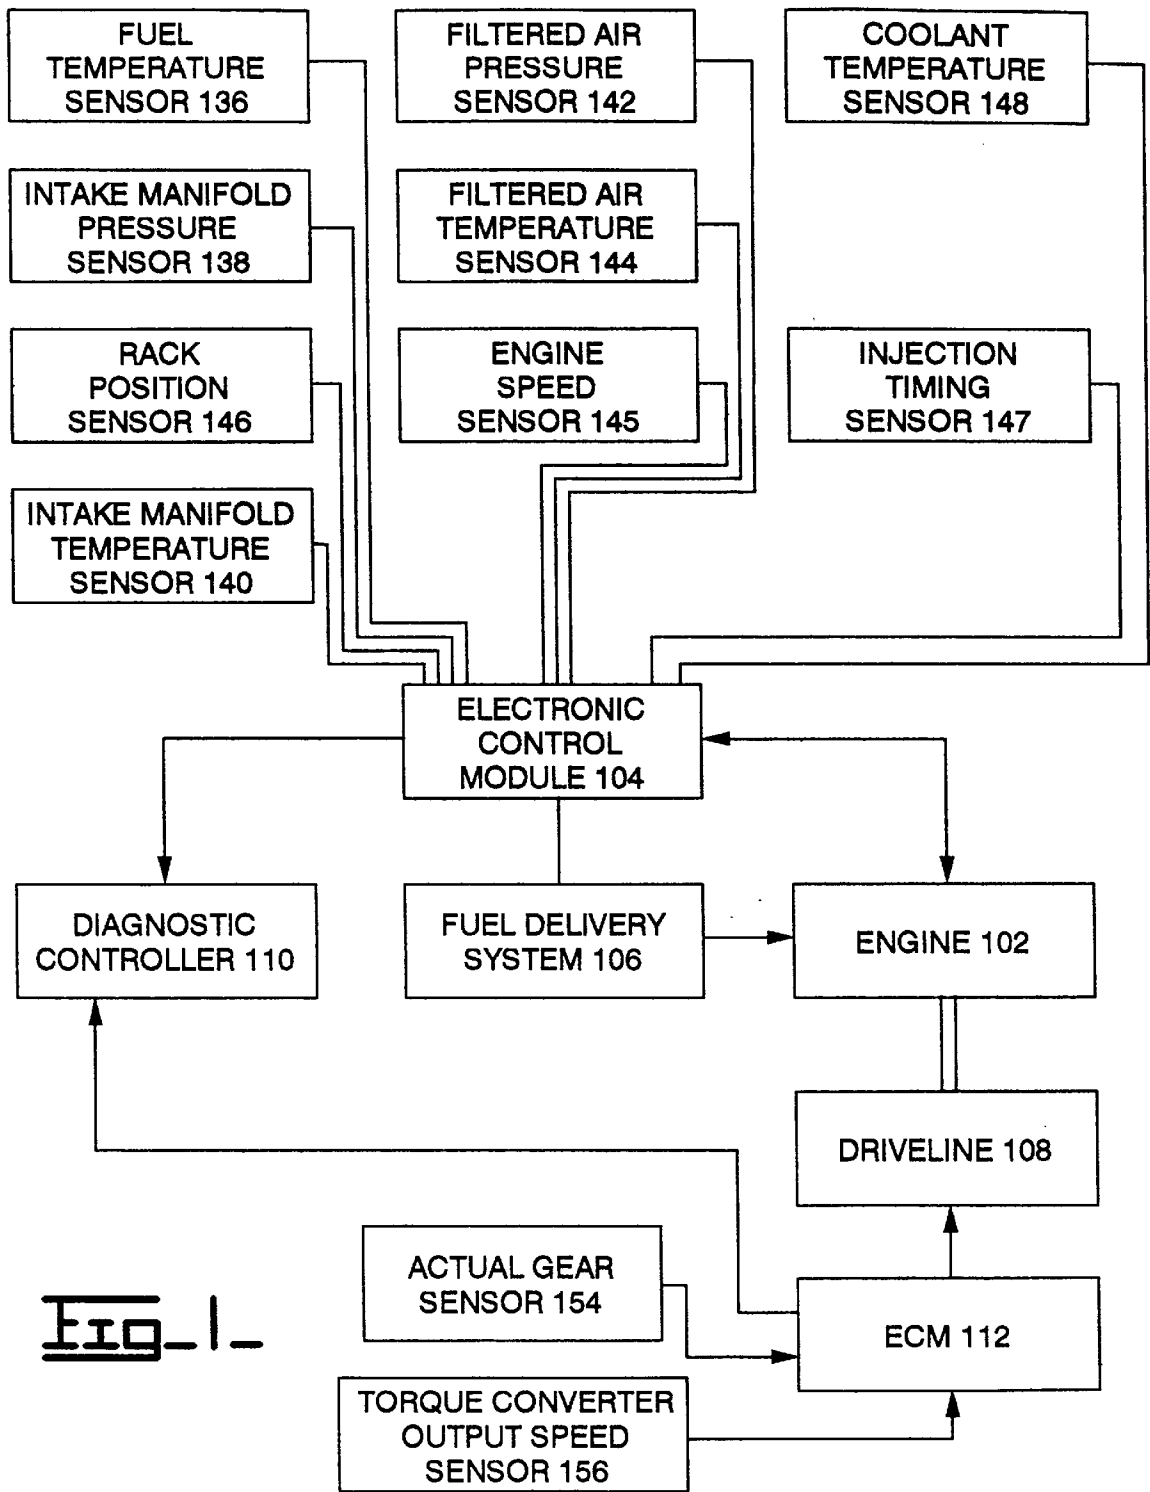 FUEL
TEMPERATURE
SENSOR 136
FILTERED AIR
PRESSURE
SENSOR 142
COOLANT
TEMPERATURE
SENSOR 148
INTAKE MANIFOLD
PRESSURE
SENSOR 138
FILTERED AIR
TEMPERATURE
SENSOR 144
RACK
POSITION
SENSOR 146
ENGINE
SPEED
SENSOR 145
INJECTION
TIMING
SENSOR 147
INTAKE MANIFOLD
TEMPERATURE
SENSOR 140
ELECTRONIC
CONTROL
MODULE 104
DIAGNOSTIC
CONTROLLER 110
FUEL DELIVERY
SYSTEM 106
ENGINE 102
DRIVELINE 108
ACTUAL GEAR
SENSOR 154
ECM 112
TORQUE CONVERTER
OUTPUT SPEED
SENSOR 156
Fig_1_